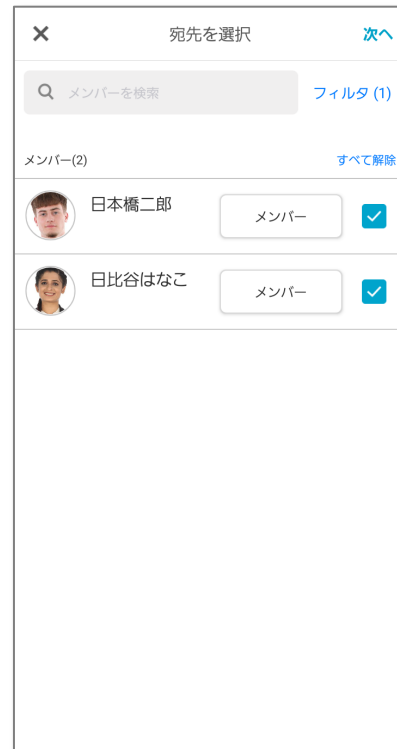 宛先を選択 次へ
メンバーを検索 フィルタ (1)
メンバー(2) すべて解除
日本橋二郎 メンバー
日比谷はなこ メンバー